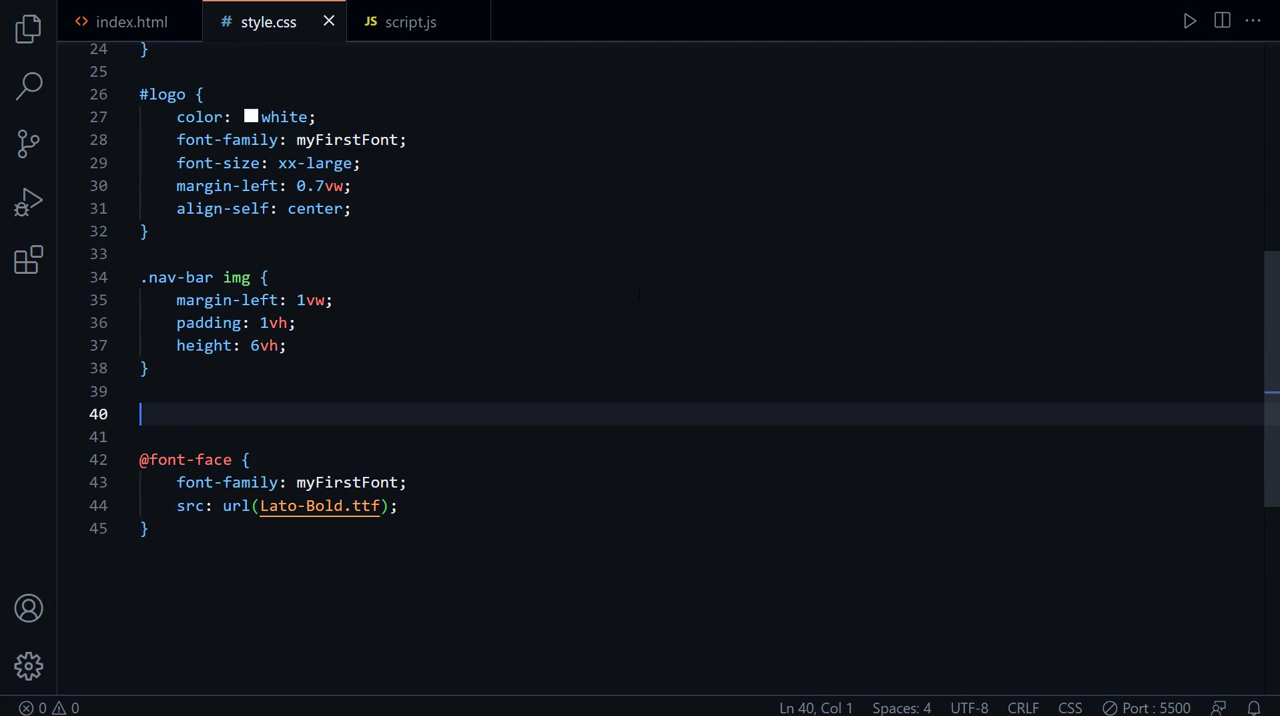 index.html
# style.css
JS script.js
24 }
25
26 #logo {
27 color: white;
28 font-family: myFirstFont;
29 font-size: xx-large;
30 margin-left: 0.7vw;
31 align-self: center;
32 }
33
34 .nav-bar img {
35 margin-left: 1vw;
36 padding: 1vh;
37 height: 6vh;
38 }
39
40
41
42 @font-face {
43 font-family: myFirstFont;
44 src: url(Lato-Bold.ttf);
45 }
0 0 Ln 40, Col 1 Spaces: 4 UTF-8 CRLF CSS Port : 5500